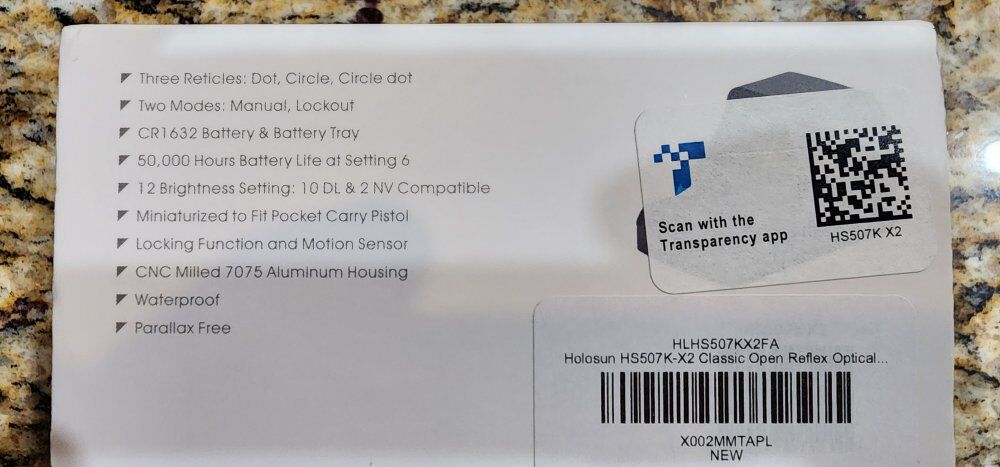 Three Reticles: Dot, Circle, Circle dot
Two Modes: Manual, Lockout
CR1632 Battery & Battery Tray
50,000 Hours Battery Life at Setting 6
12 Brightness Setting: 10 DL & 2 NV Compatible
Miniaturized to Fit Pocket Carry Pistol
Locking Function and Motion Sensor
CNC Milled 7075 Aluminum Housing
Waterproof
Parallax Free
Scan with the
Transparency app
HS507K X2
HLHS507KX2FA
Holosun HS507K-X2 Classic Open Reflex Optical...
X002MMTAPL
NEW